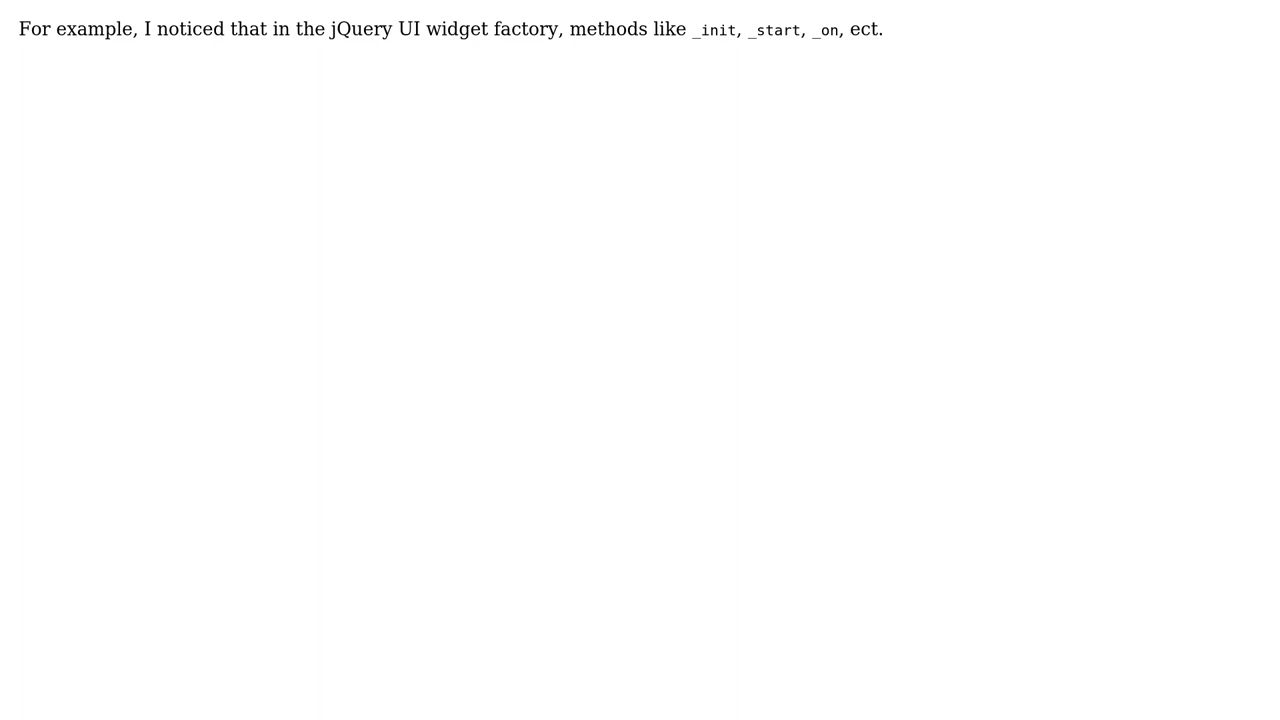 For example, I noticed that in the jQuery UI widget factory, methods like _init, _start, _on, ect.